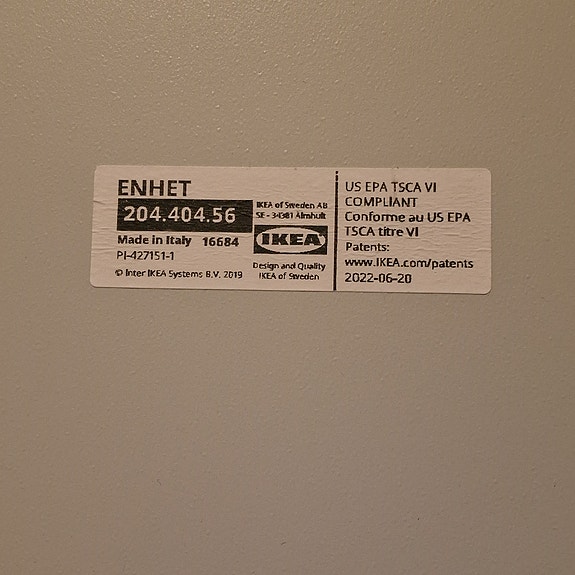 ENHET
204.404.56
Made in Italy 16684
PI-427151-1
© Inter IKEA Systems B.V. 2019
IKEA of Sweden AB
SE - 34381 Älmhult
IKEA
Design and Quality
IKEA of Sweden
US EPA TSCA VI
COMPLIANT
Conforme au US EPA
TSCA titre VI
Patents:
www.IKEA.com/patents
2022-06-20